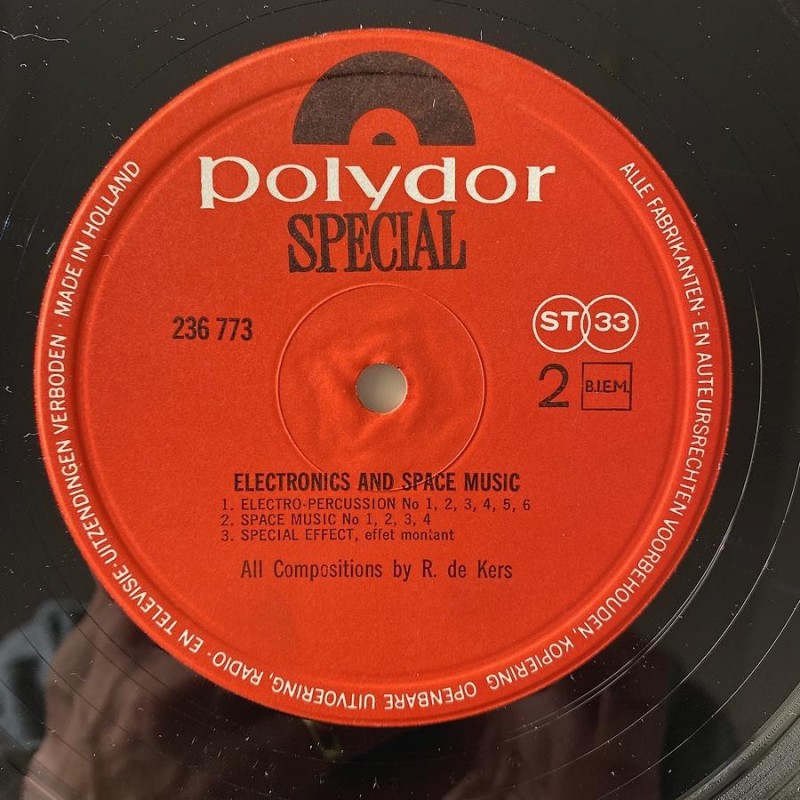 polydor
SPECIAL
236 773
ST 33
2 B.I.E.M.
ELECTRONICS AND SPACE MUSIC
1. ELECTRO-PERCUSSION No 1, 2, 3, 4, 5, 6
2. SPACE MUSIC No 1, 2, 3, 4
3. SPECIAL EFFECT, effet montant
All Compositions by R. de Kers
ALLE FABRIKANTEN- EN AUTEURSRECHTEN VOORBEHOUDEN, KOPIERING OPENBARE UITVOERING, RADIO- EN TELEVISIE-UITZENDINGEN VERBODEN · MADE IN HOLLAND